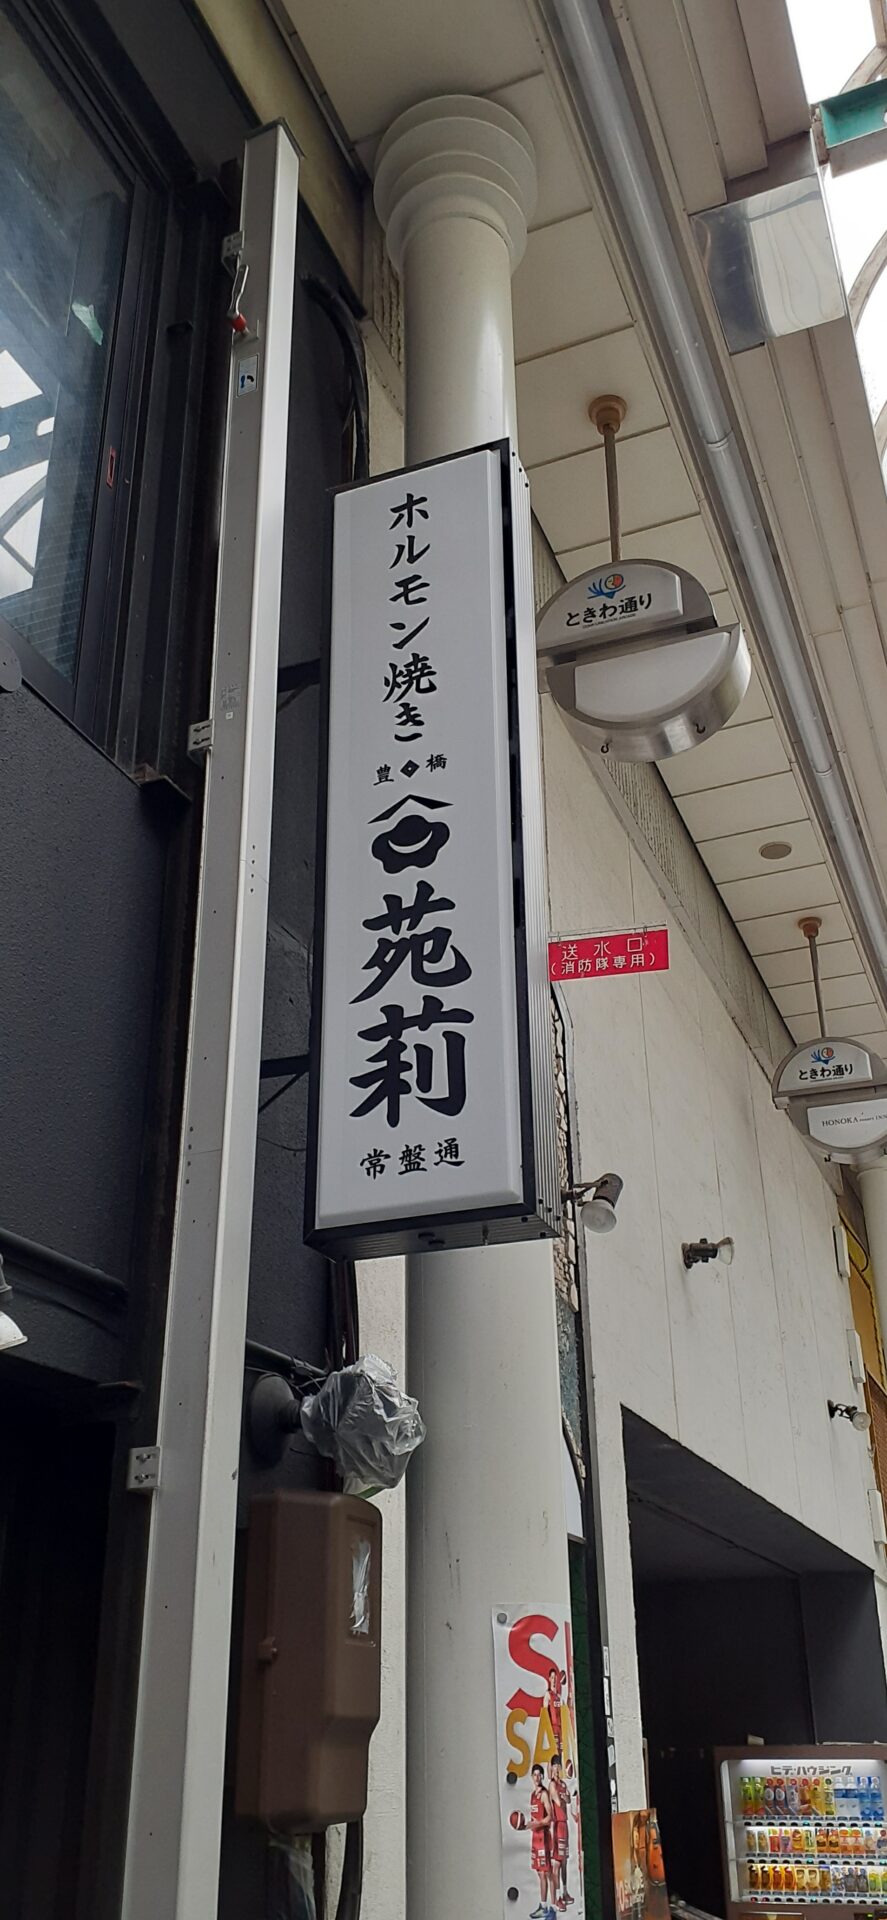 ホルモン焼き
豊橋
苑莉
常盤通
ときわ通り
送水口
(消防隊専用)
ときわ通り
HONOKA
ヒデ・ハウジング